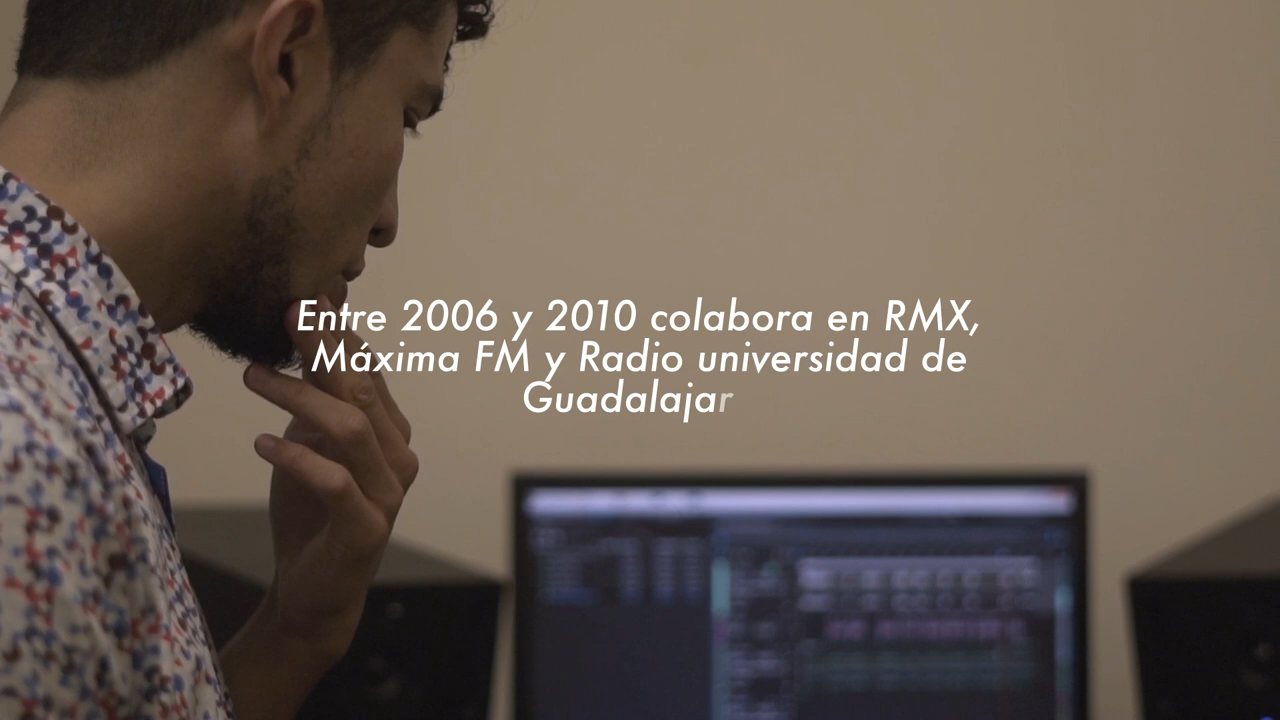 Entre 2006 y 2010 colabora en RMX,
Máxima FM y Radio universidad de
Guadalajar